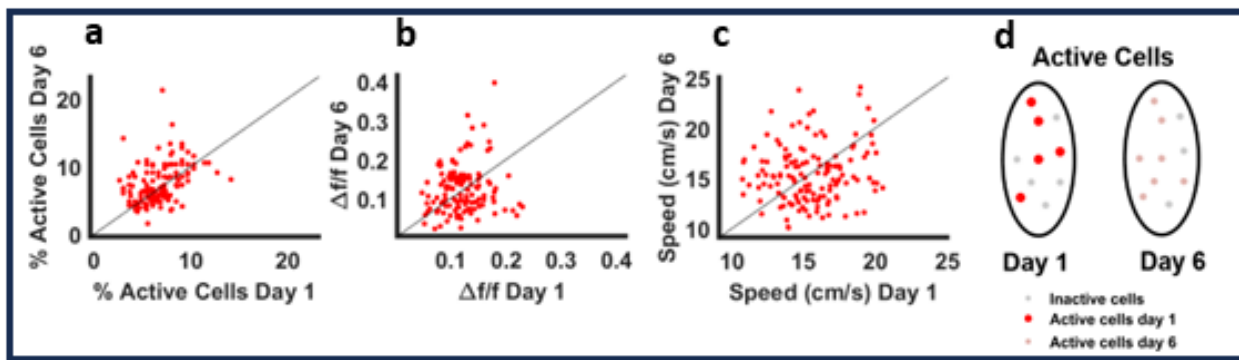 a
% Active Cells Day 6
20
10
0
0
10
20
% Active Cells Day 1
b
Δf/f Day 6
0.4
0.3
0.2
0.1
0.1
0.2
0.3
0.4
Δf/f Day 1
c
Speed (cm/s) Day 6
25
20
15
10
10
15
20
25
Speed (cm/s) Day 1
d
Active Cells
Day 1
Day 6
Inactive cells
Active cells day 1
Active cells day 6